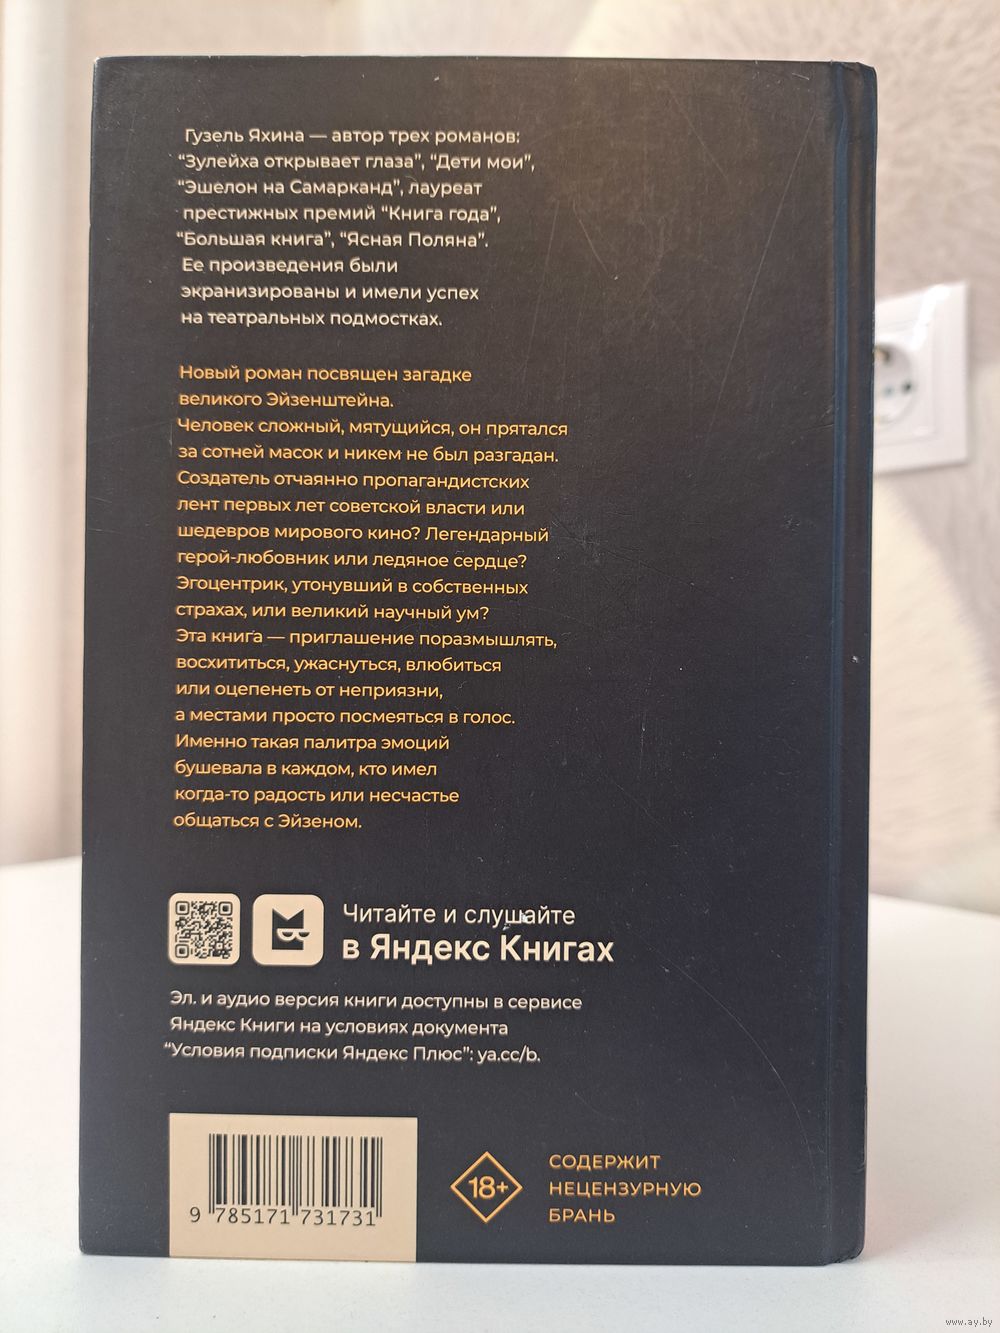 Гузель Яхина — автор трех романов:
“Зулейха открывает глаза”, “Дети мои”,
“Эшелон на Самарканд”, лауреат
престижных премий “Книга года”,
“Большая книга”, “Ясная Поляна”.
Ее произведения были
экранизированы и имели успех
на театральных подмостках.
Новый роман посвящен загадке
великого Эйзенштейна.
Человек сложный, мятущийся, он прятался
за сотней масок и никем не был разгадан.
Создатель отчаянно пропагандистских
лент первых лет советской власти или
шедевров мирового кино? Легендарный
герой-любовник или ледяное сердце?
Эгоцентрик, утонувший в собственных
страхах, или великий научный ум?
Эта книга — приглашение поразмышлять,
восхититься, ужаснуться, влюбиться
или оцепенеть от неприязни,
а местами просто посмеяться в голос.
Именно такая палитра эмоций
бушевала в каждом, кто имел
когда-то радость или несчастье
общаться с Эйзеном.
Читайте и слушайте
в Яндекс Книгах
Эл. и аудио версия книги доступны в сервисе
Яндекс Книги на условиях документа
“Условия подписки Яндекс Плюс”: ya.cc/b.
9 785171 731731
18+
СОДЕРЖИТ
НЕЦЕНЗУРНУЮ
БРАНЬ
www.ay.by